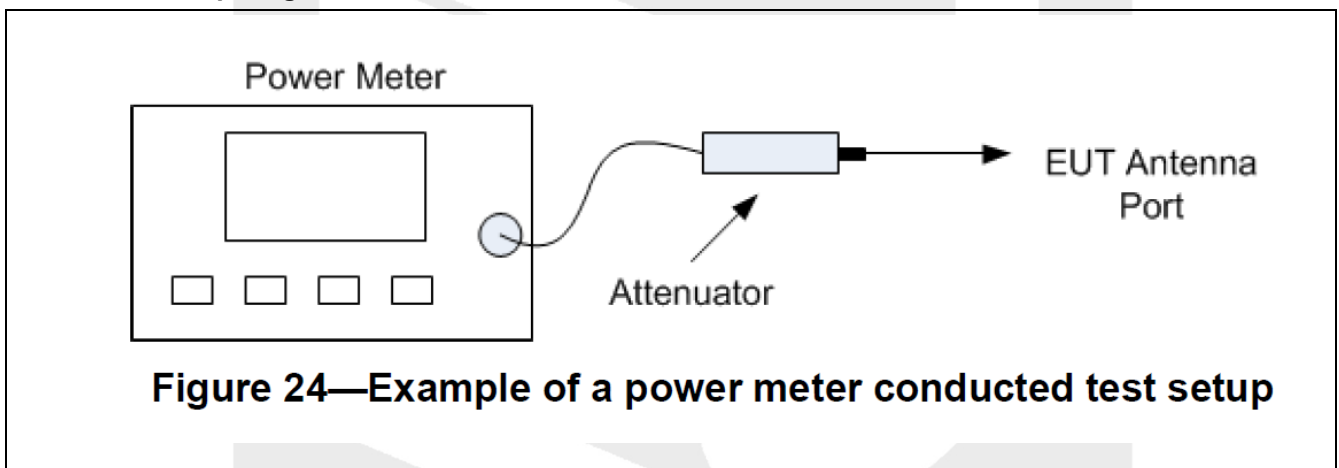 Power Meter
EUT Antenna
Port
Attenuator
Figure 24—Example of a power meter conducted test setup